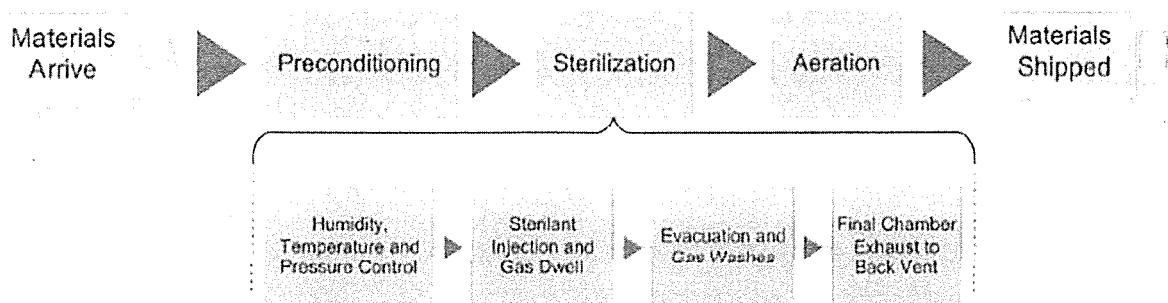 Materials
Arrive
Preconditioning
Sterilization
Aeration
Materials
Shipped
Humidity,
Temperature and
Pressure Control
Sterilant
Injection and
Gas Dwell
Evacuation and
Gas Washes
Final Chamber
Exhaust to
Back Vent